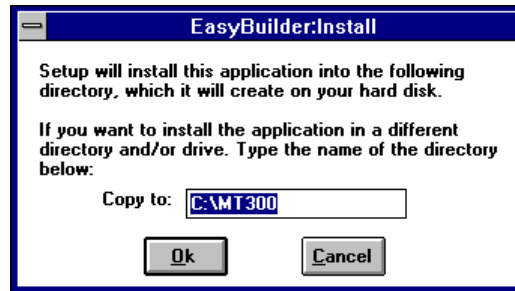 EasyBuilder:Install
Setup will install this application into the following
directory, which it will create on your hard disk.
If you want to install the application in a different
directory and/or drive. Type the name of the directory
below:
Copy to: C:\MT300
Ok Cancel